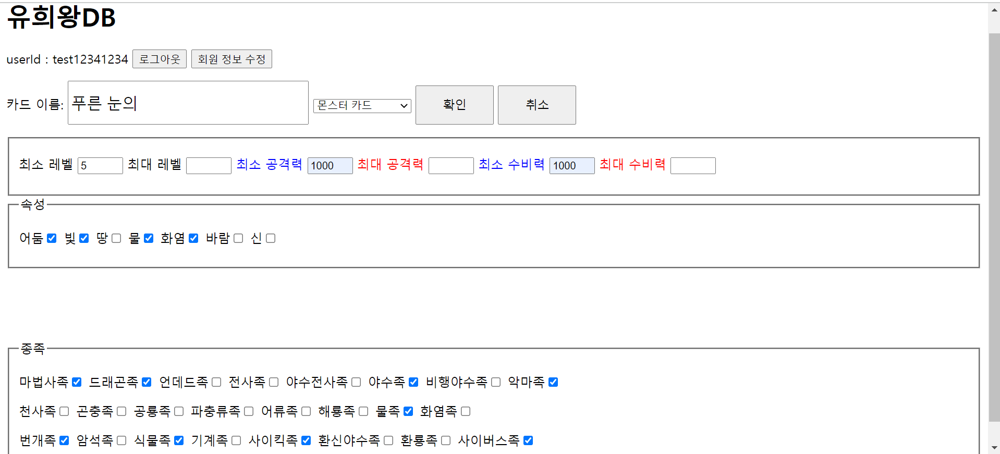 유희왕DB
userId : test12341234 로그아웃 회원 정보 수정
카드 이름: 푸른 눈의 몬스터 카드 확인 취소
최소 레벨 5 최대 레벨 최소 공격력 1000 최대 공격력 최소 수비력 1000 최대 수비력
속성
어둠 빛 땅 물 화염 바람 신
종족
마법사족 드래곤족 언데드족 전사족 야수전사족 야수족 비행야수족 악마족
천사족 곤충족 공룡족 파충류족 어류족 해룡족 물족 화염족
번개족 암석족 식물족 기계족 사이킥족 환신야수족 환룡족 사이버스족